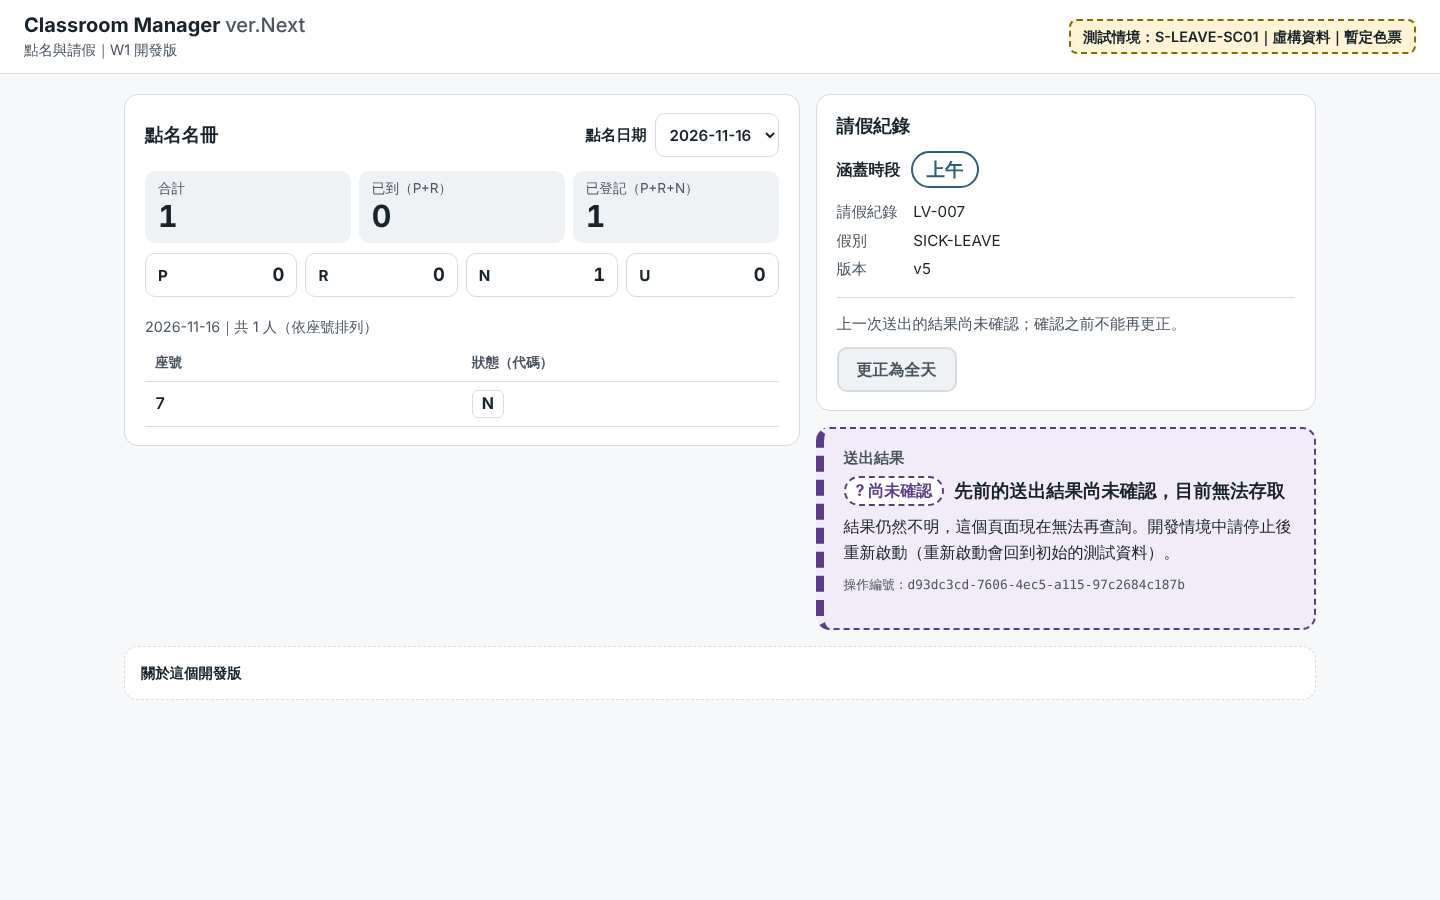 Classroom Manager ver.Next
點名與請假｜W1 開發版
測試情境：S-LEAVE-SC01｜虛構資料｜暫定色票
點名名冊
點名日期 2026-11-16
合計
1
已到（P+R）
0
已登記（P+R+N）
1
P 0
R 0
N 1
U 0
2026-11-16｜共 1 人（依座號排列）
座號 狀態（代碼）
7 N
請假紀錄
涵蓋時段 上午
請假紀錄 LV-007
假別 SICK-LEAVE
版本 v5
上一次送出的結果尚未確認；確認之前不能再更正。
更正為全天
送出結果
? 尚未確認 先前的送出結果尚未確認，目前無法存取
結果仍然不明，這個頁面現在無法再查詢。開發情境中請停止後
重新啟動（重新啟動會回到初始的測試資料）。
操作編號：d93dc3cd-7606-4ec5-a115-97c2684c187b
關於這個開發版